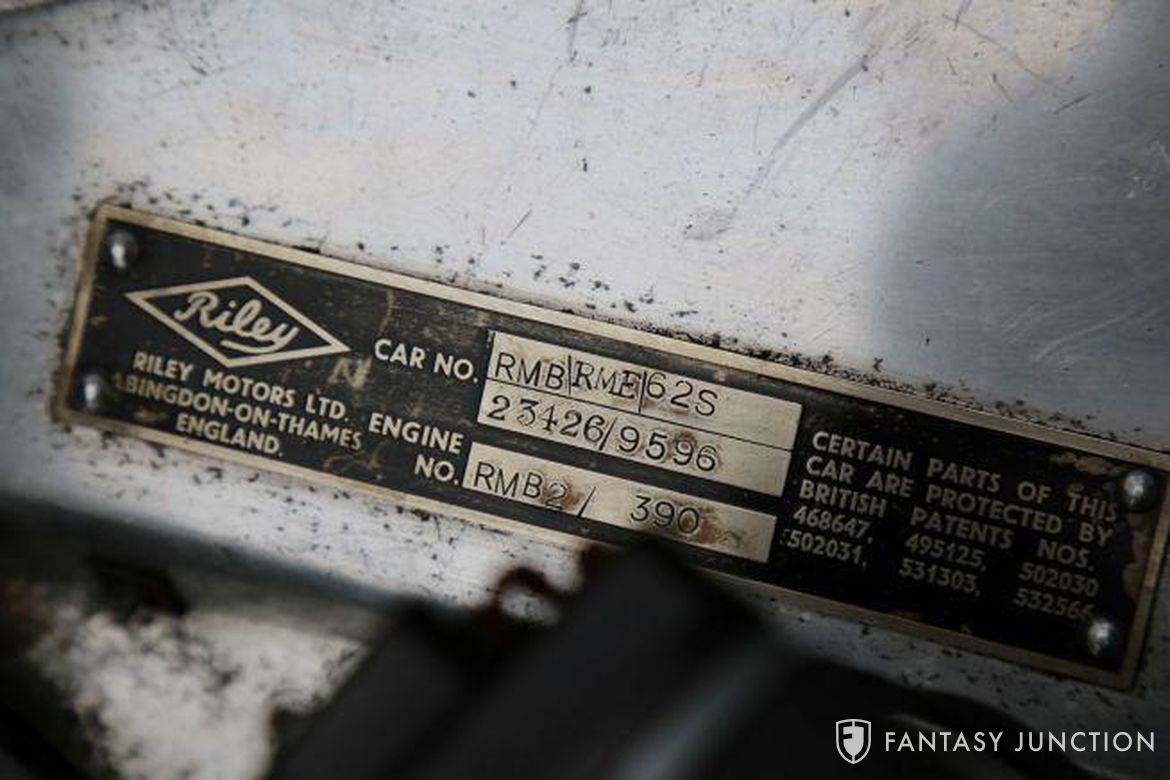 Riley
RILEY MOTORS LTD.
ABINGDON-ON-THAMES
ENGLAND.
CAR NO.
RMB/RME/62S
23426/9596
ENGINE
NO.
RMB2/ 390
CERTAIN PARTS OF THIS
CAR ARE PROTECTED BY
BRITISH PATENTS NOS.
468647, 495125, 502030
502031, 531303, 532566
FANTASY JUNCTION